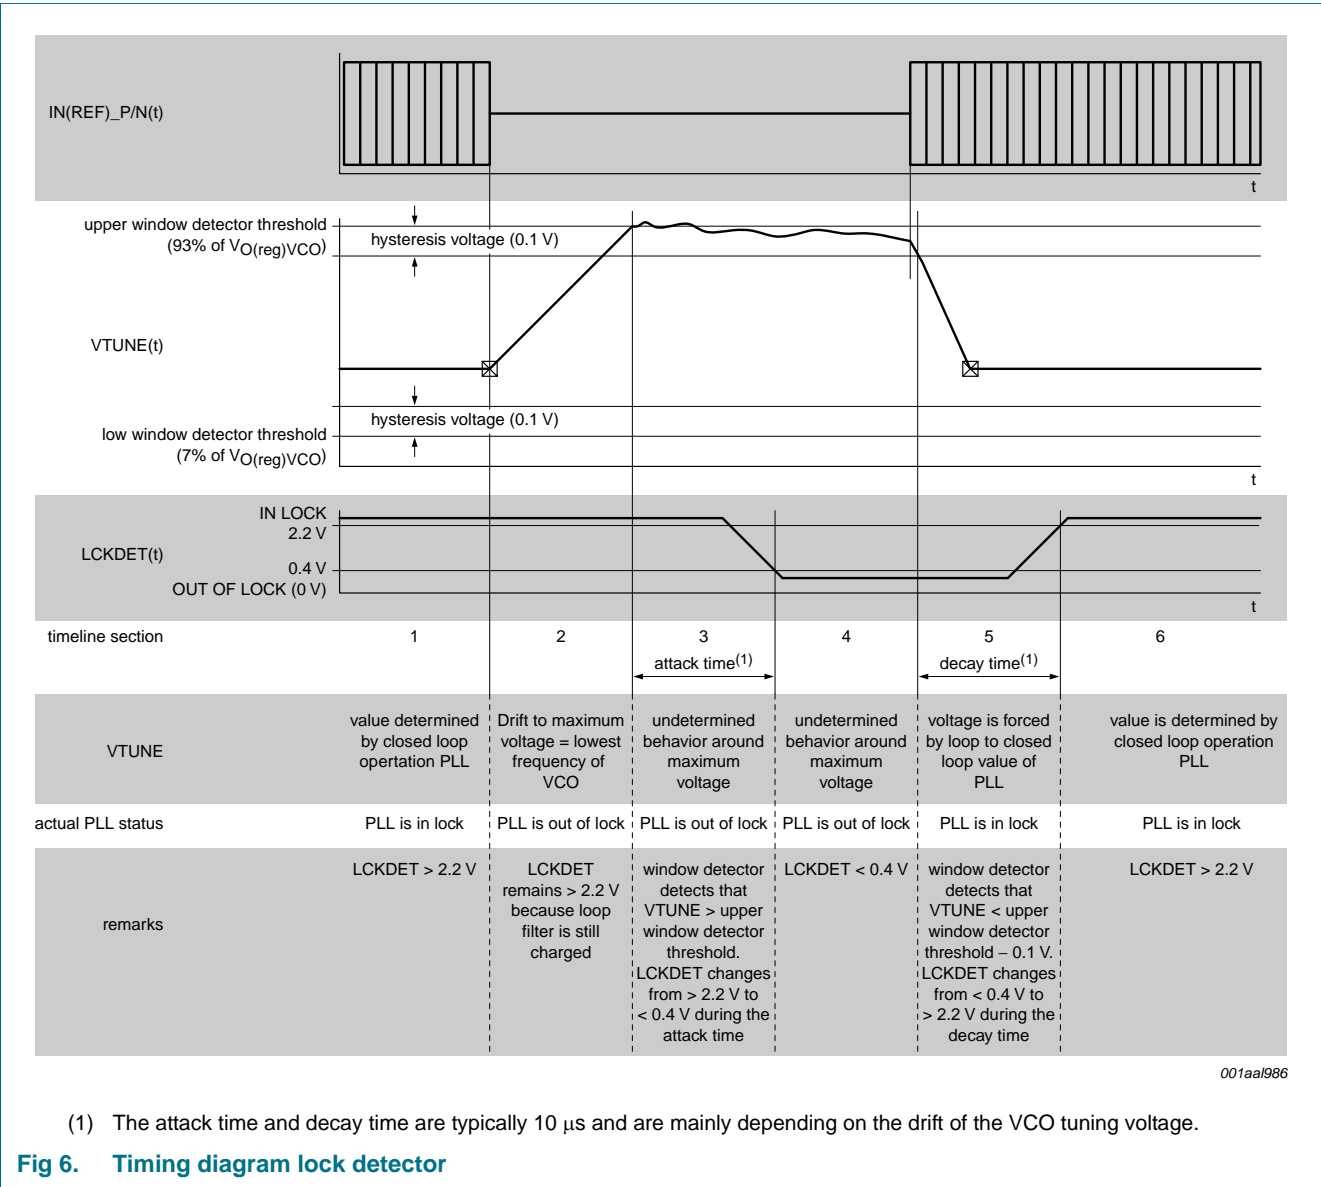 IN(REF)_P/N(t)
t
upper window detector threshold
(93% of VO(reg)VCO)
hysteresis voltage (0.1 V)
VTUNE(t)
hysteresis voltage (0.1 V)
low window detector threshold
(7% of VO(reg)VCO)
t
IN LOCK
2.2 V
LCKDET(t)
0.4 V
OUT OF LOCK (0 V)
t
timeline section 1 2 3 4 5 6
attack time(1) decay time(1)
VTUNE
value determined
by closed loop
opertation PLL
Drift to maximum
voltage = lowest
frequency of
VCO
undetermined
behavior around
maximum
voltage
undetermined
behavior around
maximum
voltage
voltage is forced
by loop to closed
loop value of
PLL
value is determined by
closed loop operation
PLL
actual PLL status PLL is in lock PLL is out of lock PLL is out of lock PLL is out of lock PLL is in lock PLL is in lock
remarks
LCKDET > 2.2 V
LCKDET
remains > 2.2 V
because loop
filter is still
charged
window detector
detects that
VTUNE > upper
window detector
threshold.
LCKDET changes
from > 2.2 V to
< 0.4 V during the
attack time
LCKDET < 0.4 V
window detector
detects that
VTUNE < upper
window detector
threshold − 0.1 V.
LCKDET changes
from < 0.4 V to
> 2.2 V during the
decay time
LCKDET > 2.2 V
001aal986
(1) The attack time and decay time are typically 10 μs and are mainly depending on the drift of the VCO tuning voltage.
Fig 6. Timing diagram lock detector